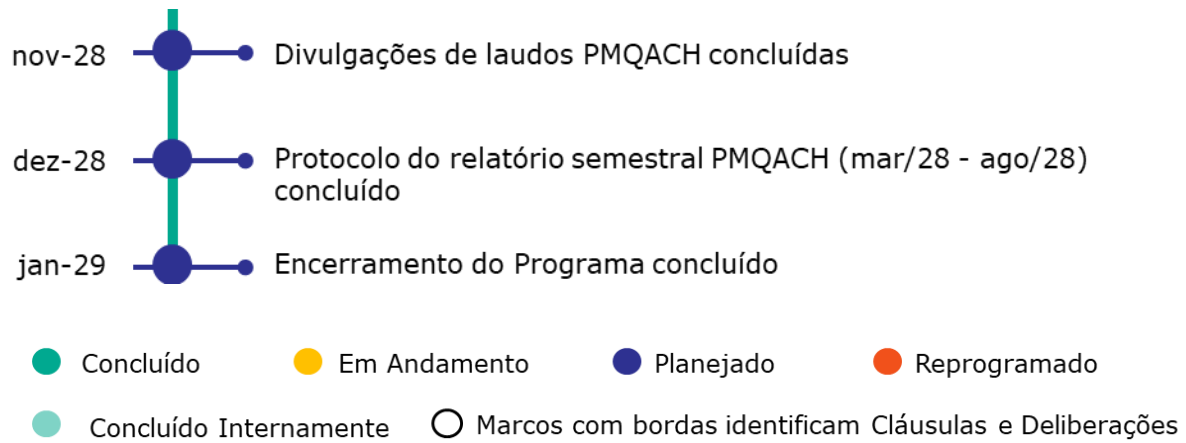 nov-28 Divulgações de laudos PMQACH concluídas
dez-28 Protocolo do relatório semestral PMQACH (mar/28 - ago/28)
concluído
jan-29 Encerramento do Programa concluído
Concluído Em Andamento Planejado Reprogramado
Concluído Internamente Marcos com bordas identificam Cláusulas e Deliberações